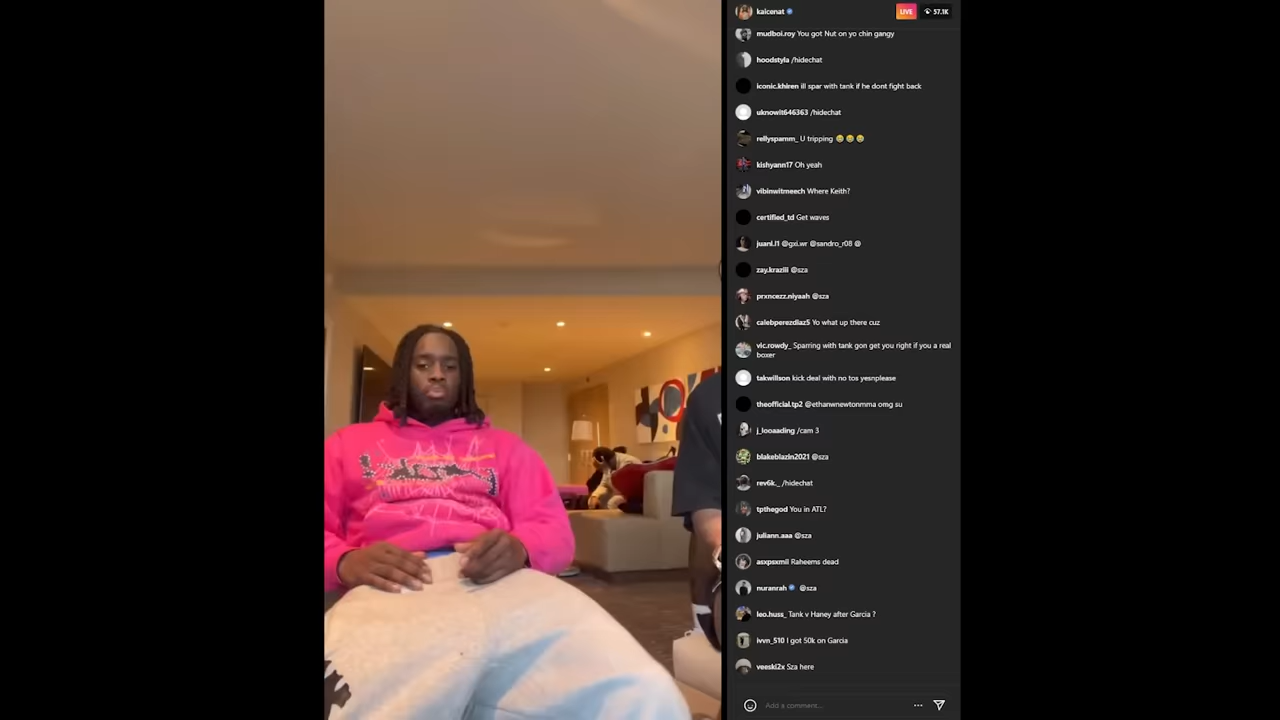 kaicenat
LIVE
57.1K
mudboi.roy You got Nut on yo chin gangy
hoodstyla /hidechat
iconic.khiren ill spar with tank if he dont fight back
uknowit646363 /hidechat
rellyspamm_ U tripping 😂 😂 😂
kishyann17 Oh yeah
vibinwitmeech Where Keith?
certified_td Get waves
juanl.l1 @gxi.wr @sandro_r08 @
zay.kraziii @sza
prxncezz.niyaah @sza
calebperezdiaz5 Yo what up there cuz
vic.rowdy_ Sparring with tank gon get you right if you a real
boxer
takwillson kick deal with no tos yesnplease
theofficial.tp2 @ethanwnewtonmma omg su
j_looaading /cam 3
blakeblazin2021 @sza
rev6k._ /hidechat
tpthegod You in ATL?
juliann.aaa @sza
asxpsxmii Raheems dead
nuranrah @sza
leo.huss_ Tank v Haney after Garcia ?
ivvn_510 I got 50k on Garcia
veeski2x Sza here
Add a comment...